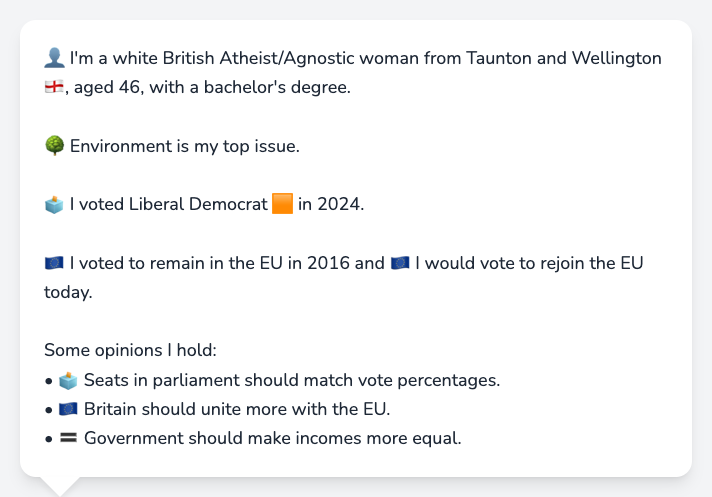 👤 I'm a white British Atheist/Agnostic woman from Taunton and Wellington
🏴󠁧󠁢󠁥󠁮󠁧󠁿, aged 46, with a bachelor's degree.
🌳 Environment is my top issue.
🗳️ I voted Liberal Democrat 🟧 in 2024.
🇪🇺 I voted to remain in the EU in 2016 and 🇪🇺 I would vote to rejoin the EU
today.
Some opinions I hold:
• 🗳️ Seats in parliament should match vote percentages.
• 🇪🇺 Britain should unite more with the EU.
• 🟰 Government should make incomes more equal.